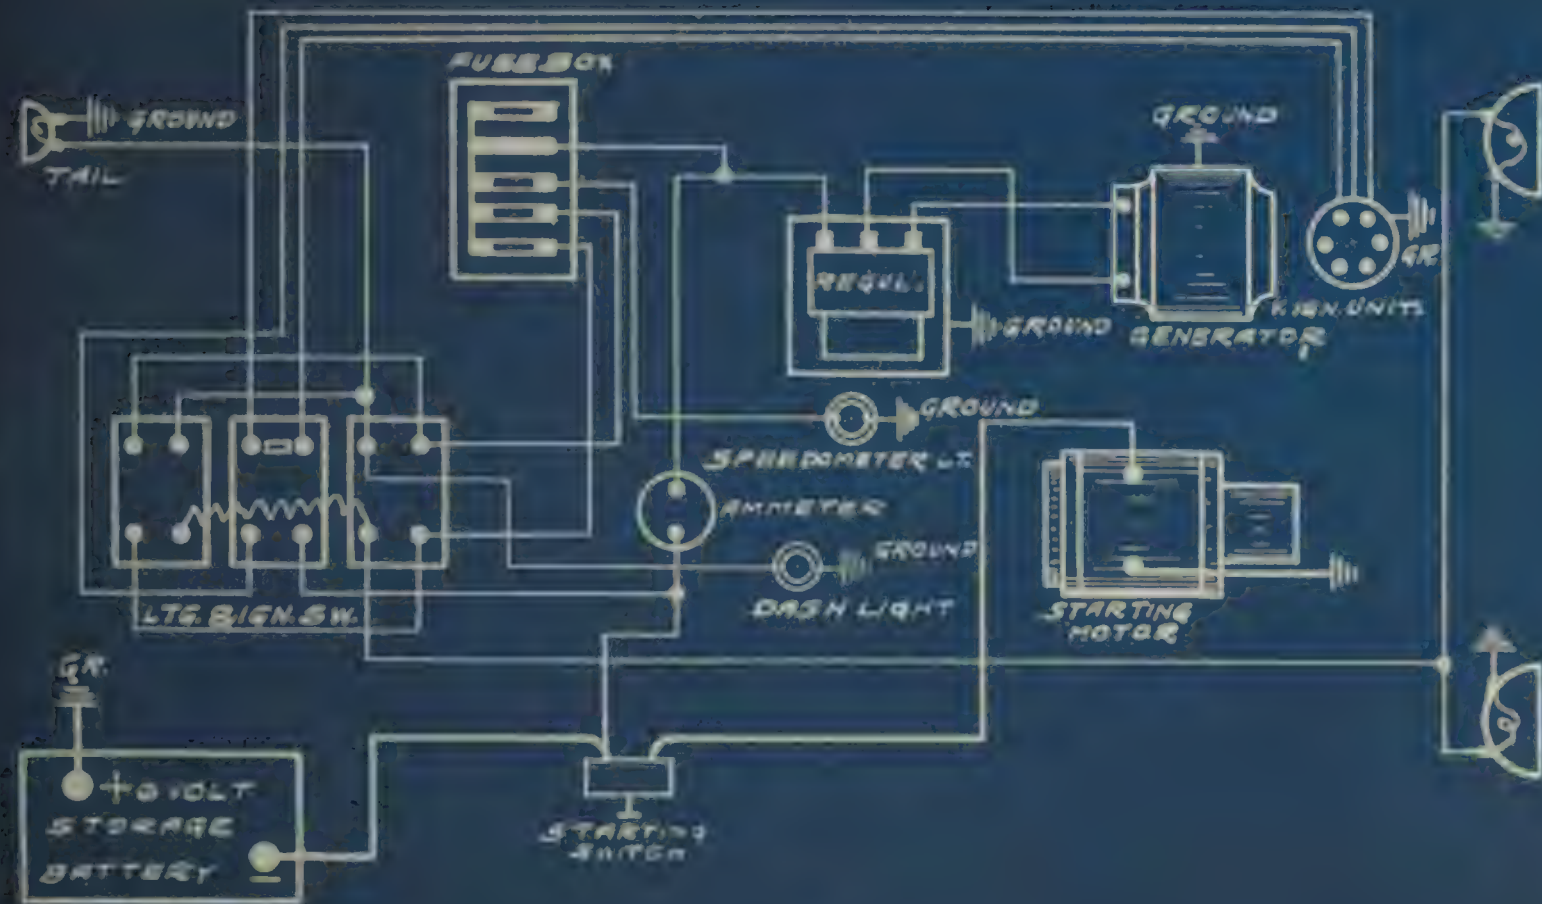 FUSE BOX
GROUND
TAIL
GROUND
GR.
IGN. UNITS
GENERATOR
REGUL.
GROUND
GROUND
SPEEDOMETER LT.
AMMETER
GROUND
DASH LIGHT
STARTING
MOTOR
LTG. & IGN. SW.
GR.
+ 6 VOLT
STORAGE
BATTERY
-
STARTING
SWITCH